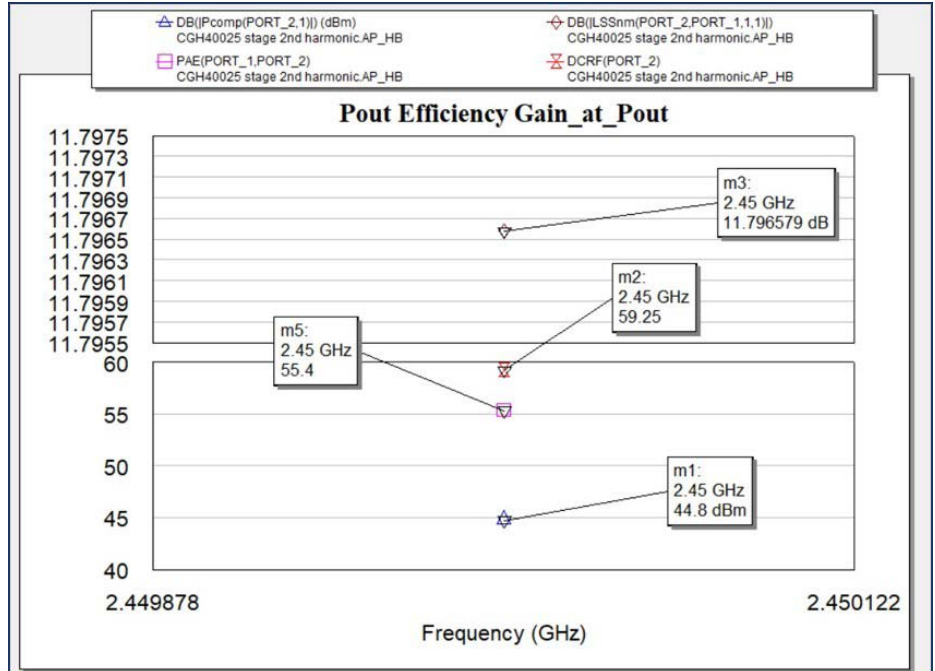 DB(|Pcomp(PORT_2,1)|) (dBm)
CGH40025 stage 2nd harmonic.AP_HB
DB(|LSSnm(PORT_2,PORT_1,1,1)|)
CGH40025 stage 2nd harmonic.AP_HB
PAE(PORT_1,PORT_2)
CGH40025 stage 2nd harmonic.AP_HB
DCRF(PORT_2)
CGH40025 stage 2nd harmonic.AP_HB
Pout Efficiency Gain_at_Pout
11.7975
11.7973
11.7971
11.7969
11.7967
11.7965
11.7963
11.7961
11.7959
11.7957
11.7955
m3:
2.45 GHz
11.796579 dB
m2:
2.45 GHz
59.25
m5:
2.45 GHz
55.4
60
55
50
45
40
m1:
2.45 GHz
44.8 dBm
2.449878
2.450122
Frequency (GHz)